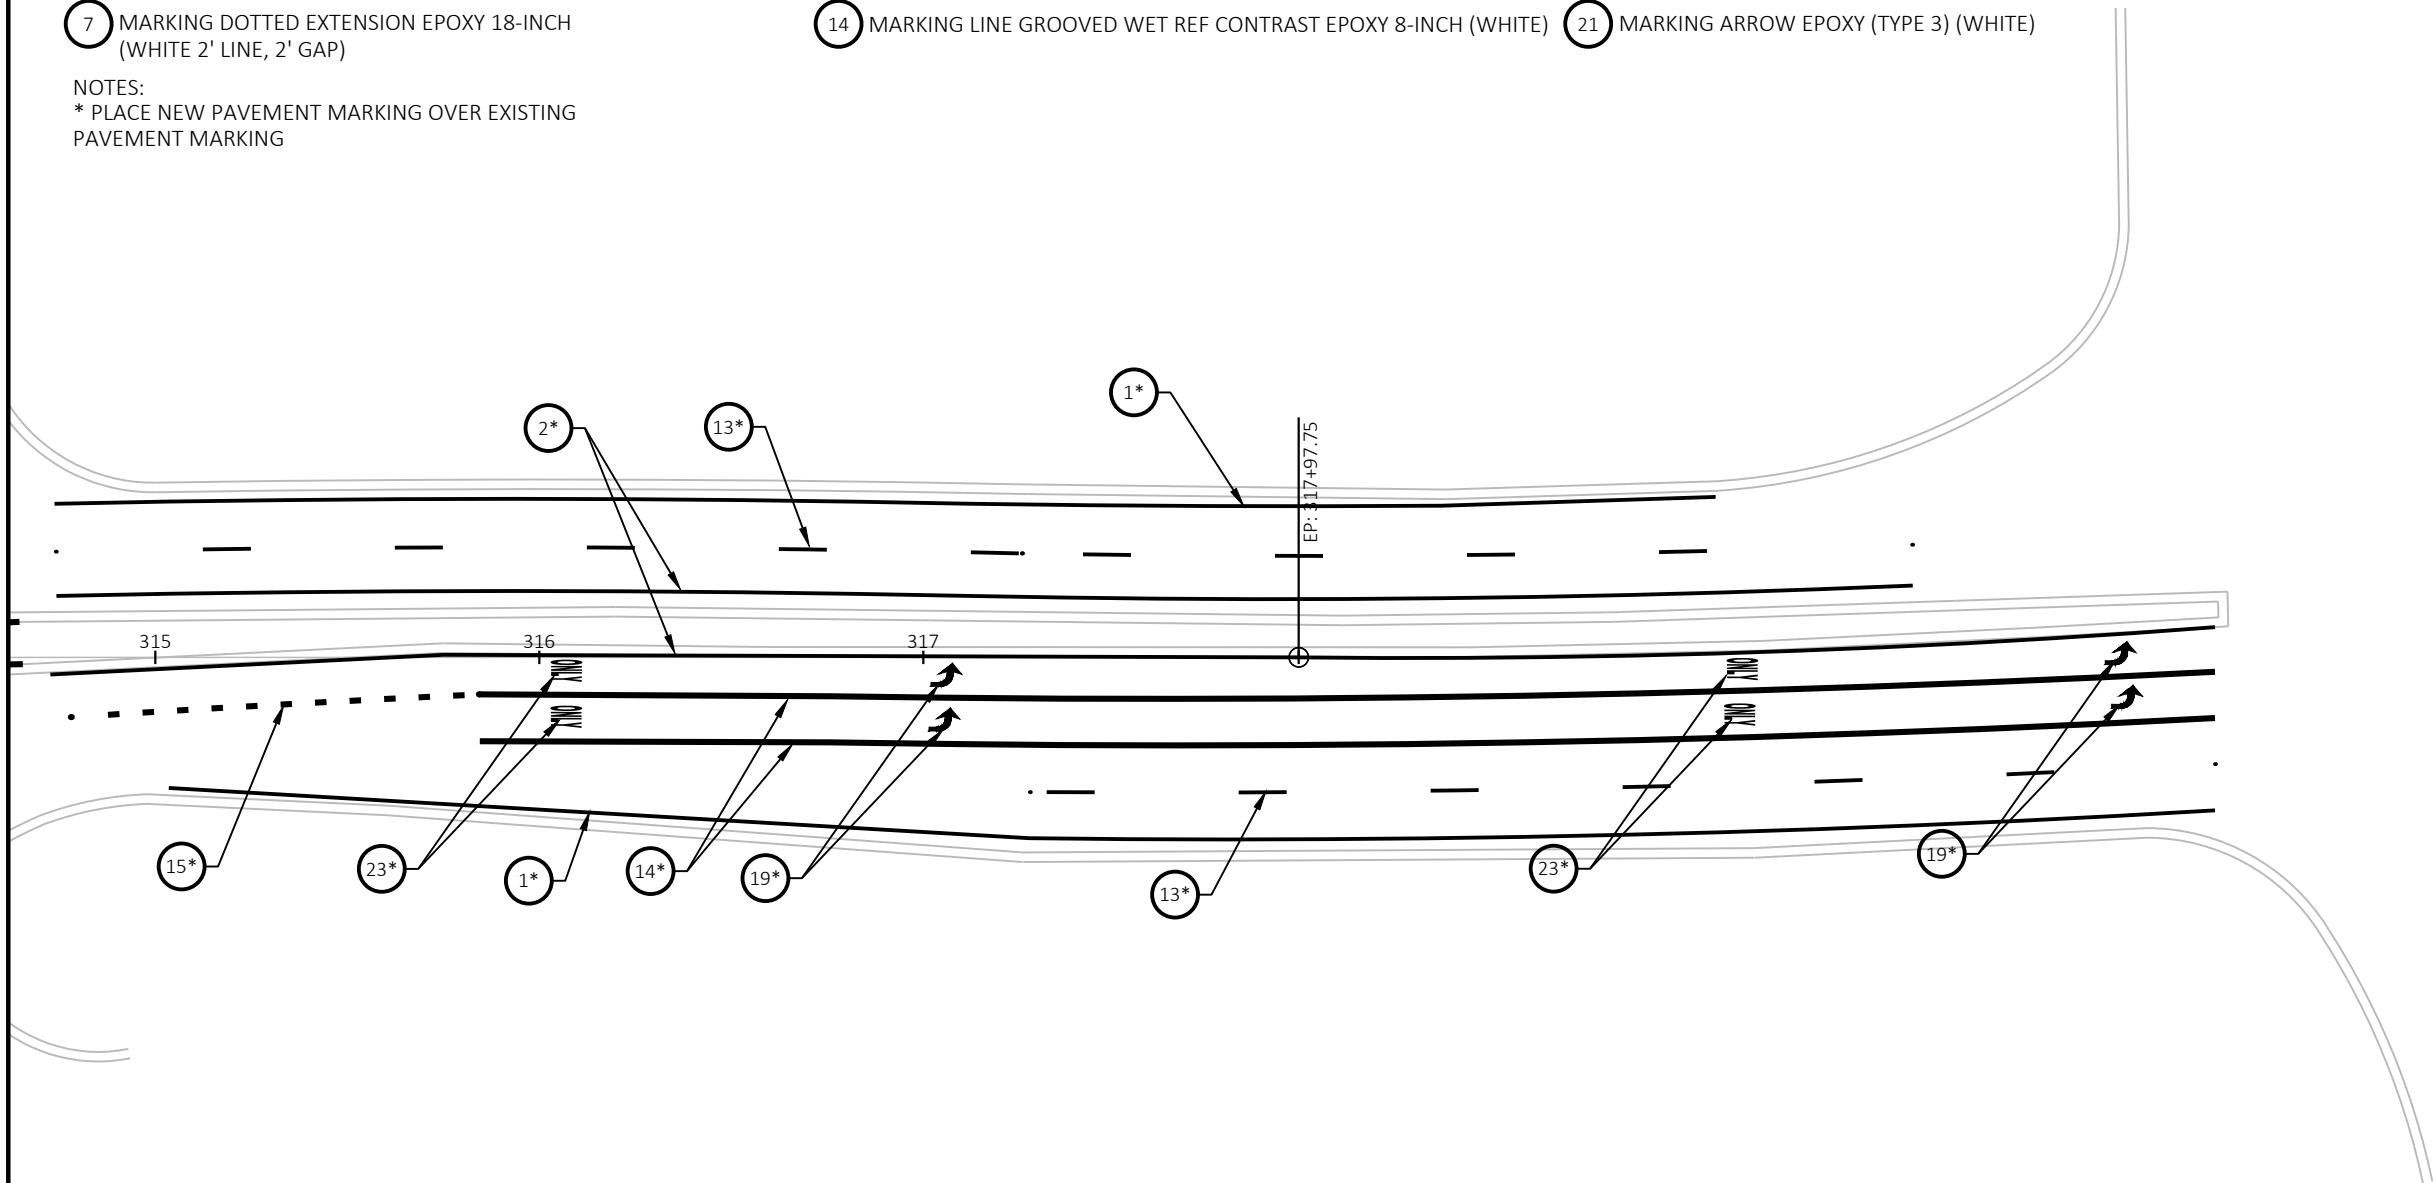 7 MARKING DOTTED EXTENSION EPOXY 18-INCH
(WHITE 2' LINE, 2' GAP)
14 MARKING LINE GROOVED WET REF CONTRAST EPOXY 8-INCH (WHITE)
21 MARKING ARROW EPOXY (TYPE 3) (WHITE)
NOTES:
* PLACE NEW PAVEMENT MARKING OVER EXISTING
PAVEMENT MARKING
1*
2*
13*
EP: 317+97.75
315
316
317
ONLY
ONLY
ONLY
ONLY
15*
23*
1*
14*
19*
13*
23*
19*